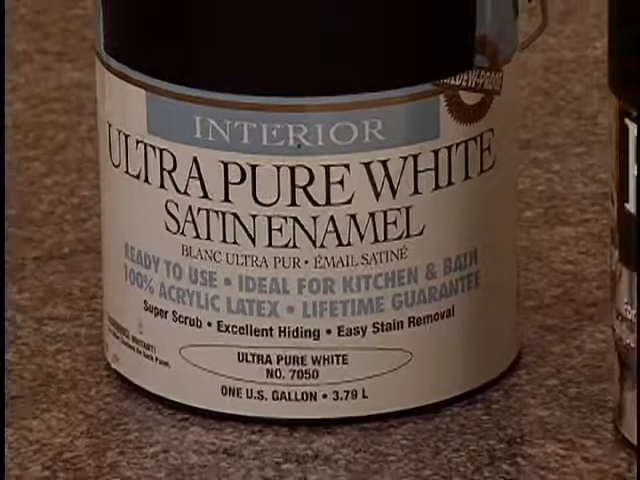 MILDEW-PROOF
INTERIOR
ULTRA PURE WHITE
SATIN ENAMEL
BLANC ULTRA PUR • ÉMAIL SATINÉ
READY TO USE • IDEAL FOR KITCHEN & BATH
100% ACRYLIC LATEX • LIFETIME GUARANTEE
Super Scrub • Excellent Hiding • Easy Stain Removal
ULTRA PURE WHITE
NO. 7050
ONE U.S. GALLON • 3.79 L